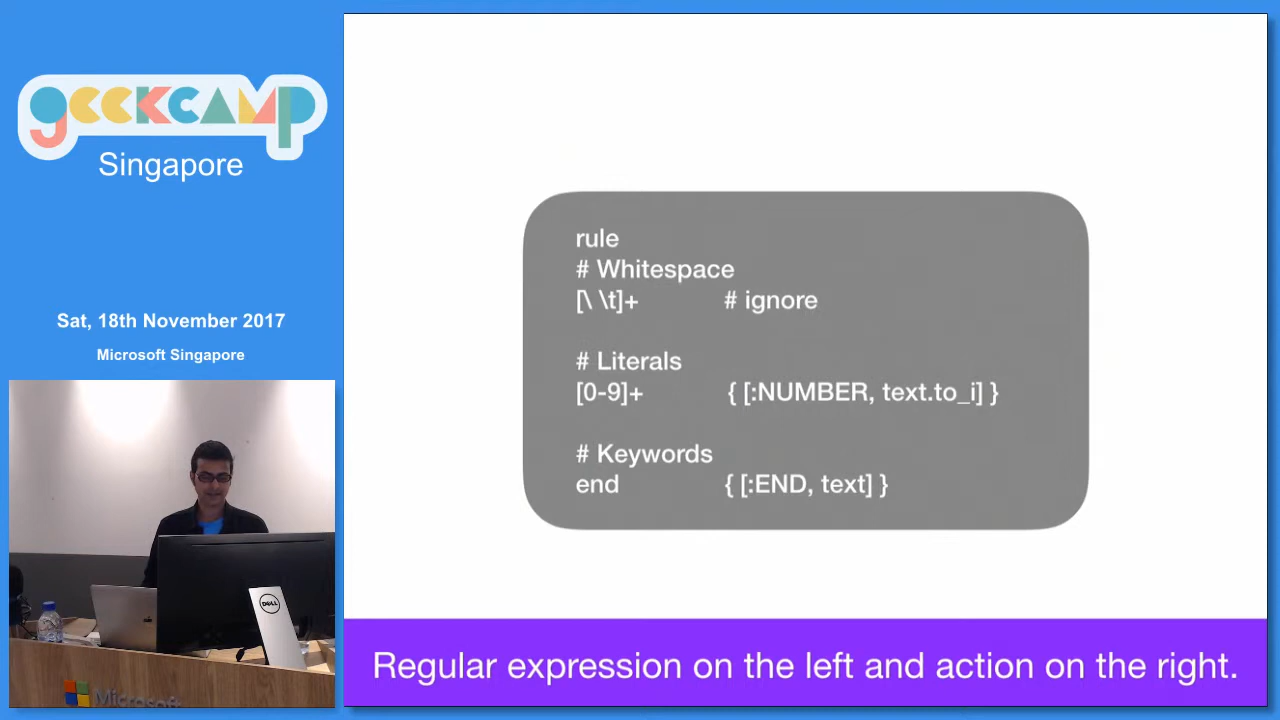 geekcamp
Singapore
Sat, 18th November 2017
Microsoft Singapore
DELL
Microsoft
rule
# Whitespace
[\ \t]+ # ignore
# Literals
[0-9]+ { [:NUMBER, text.to_i] }
# Keywords
end { [:END, text] }
Regular expression on the left and action on the right.